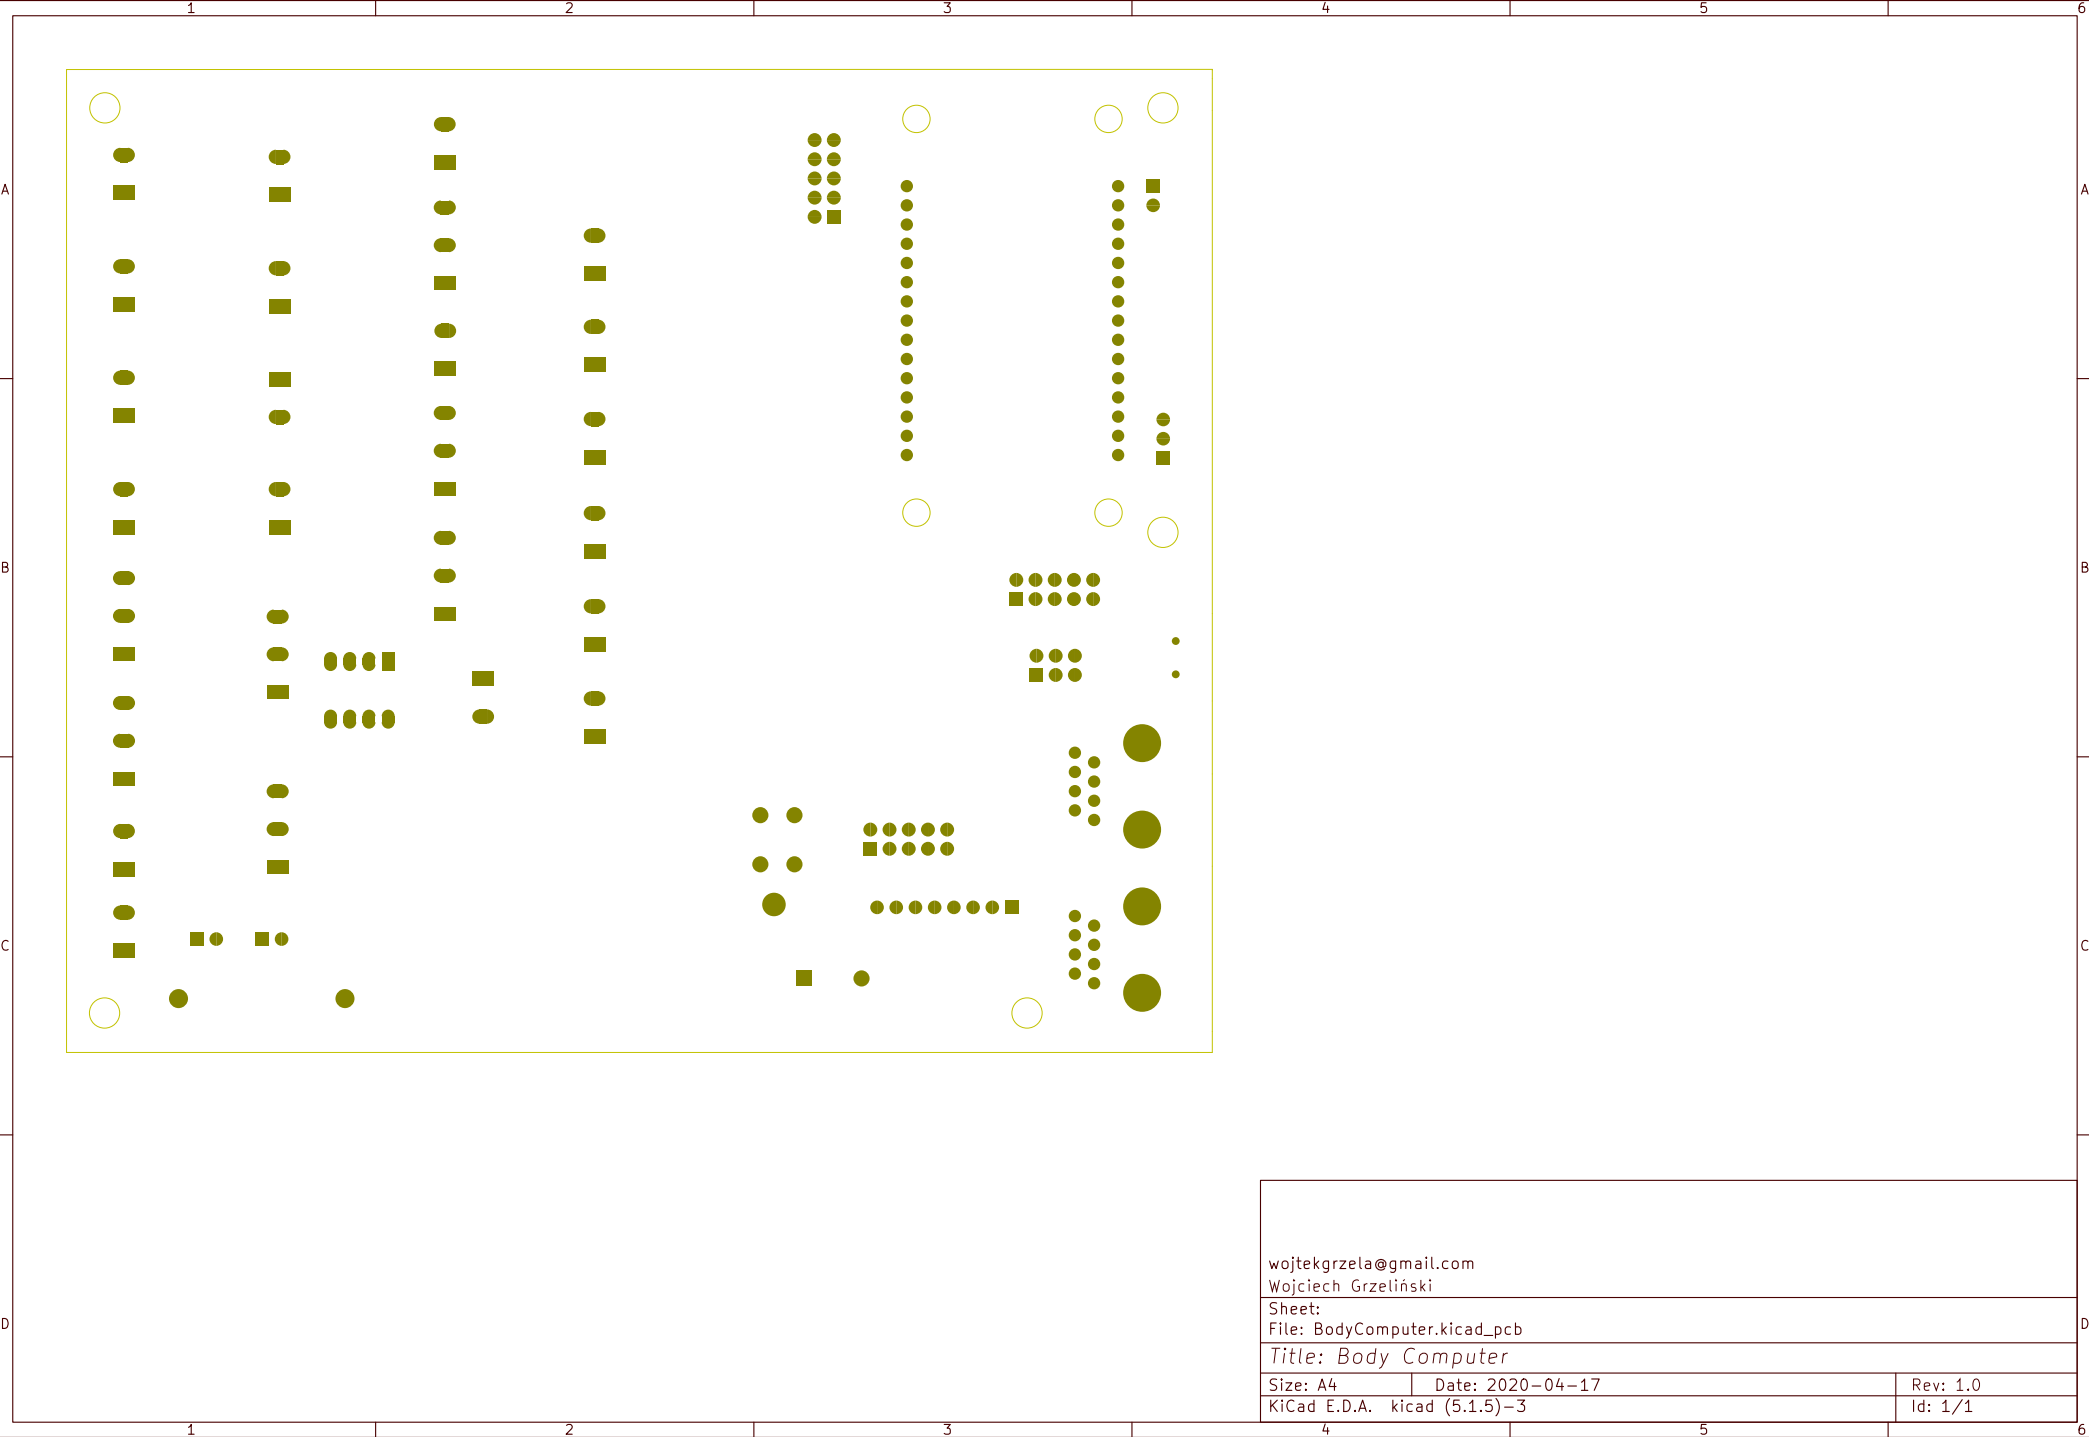 1 2 3 4 5 6
A A
B B
C C
wojtekgrzela@gmail.com
Wojciech Grzeliński
Sheet:
D D
File: BodyComputer.kicad_pcb
Title: Body Computer
Size: A4 Date: 2020-04-17 Rev: 1.0
KiCad E.D.A. kicad (5.1.5)-3 Id: 1/1
1 2 3 4 5 6